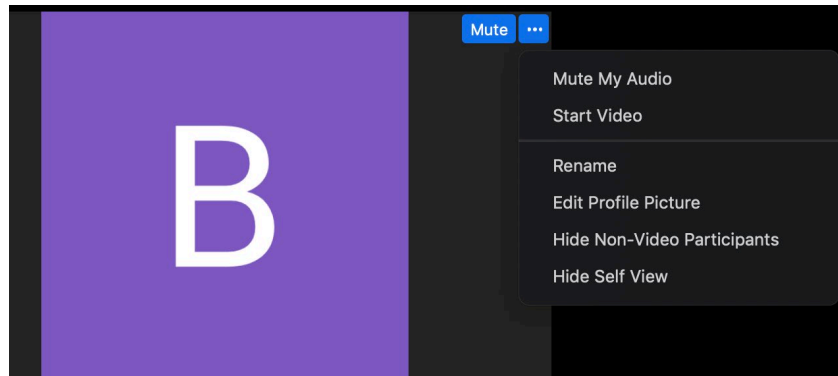 Mute ...
Mute My Audio
Start Video
Rename
Edit Profile Picture
Hide Non-Video Participants
Hide Self View
B